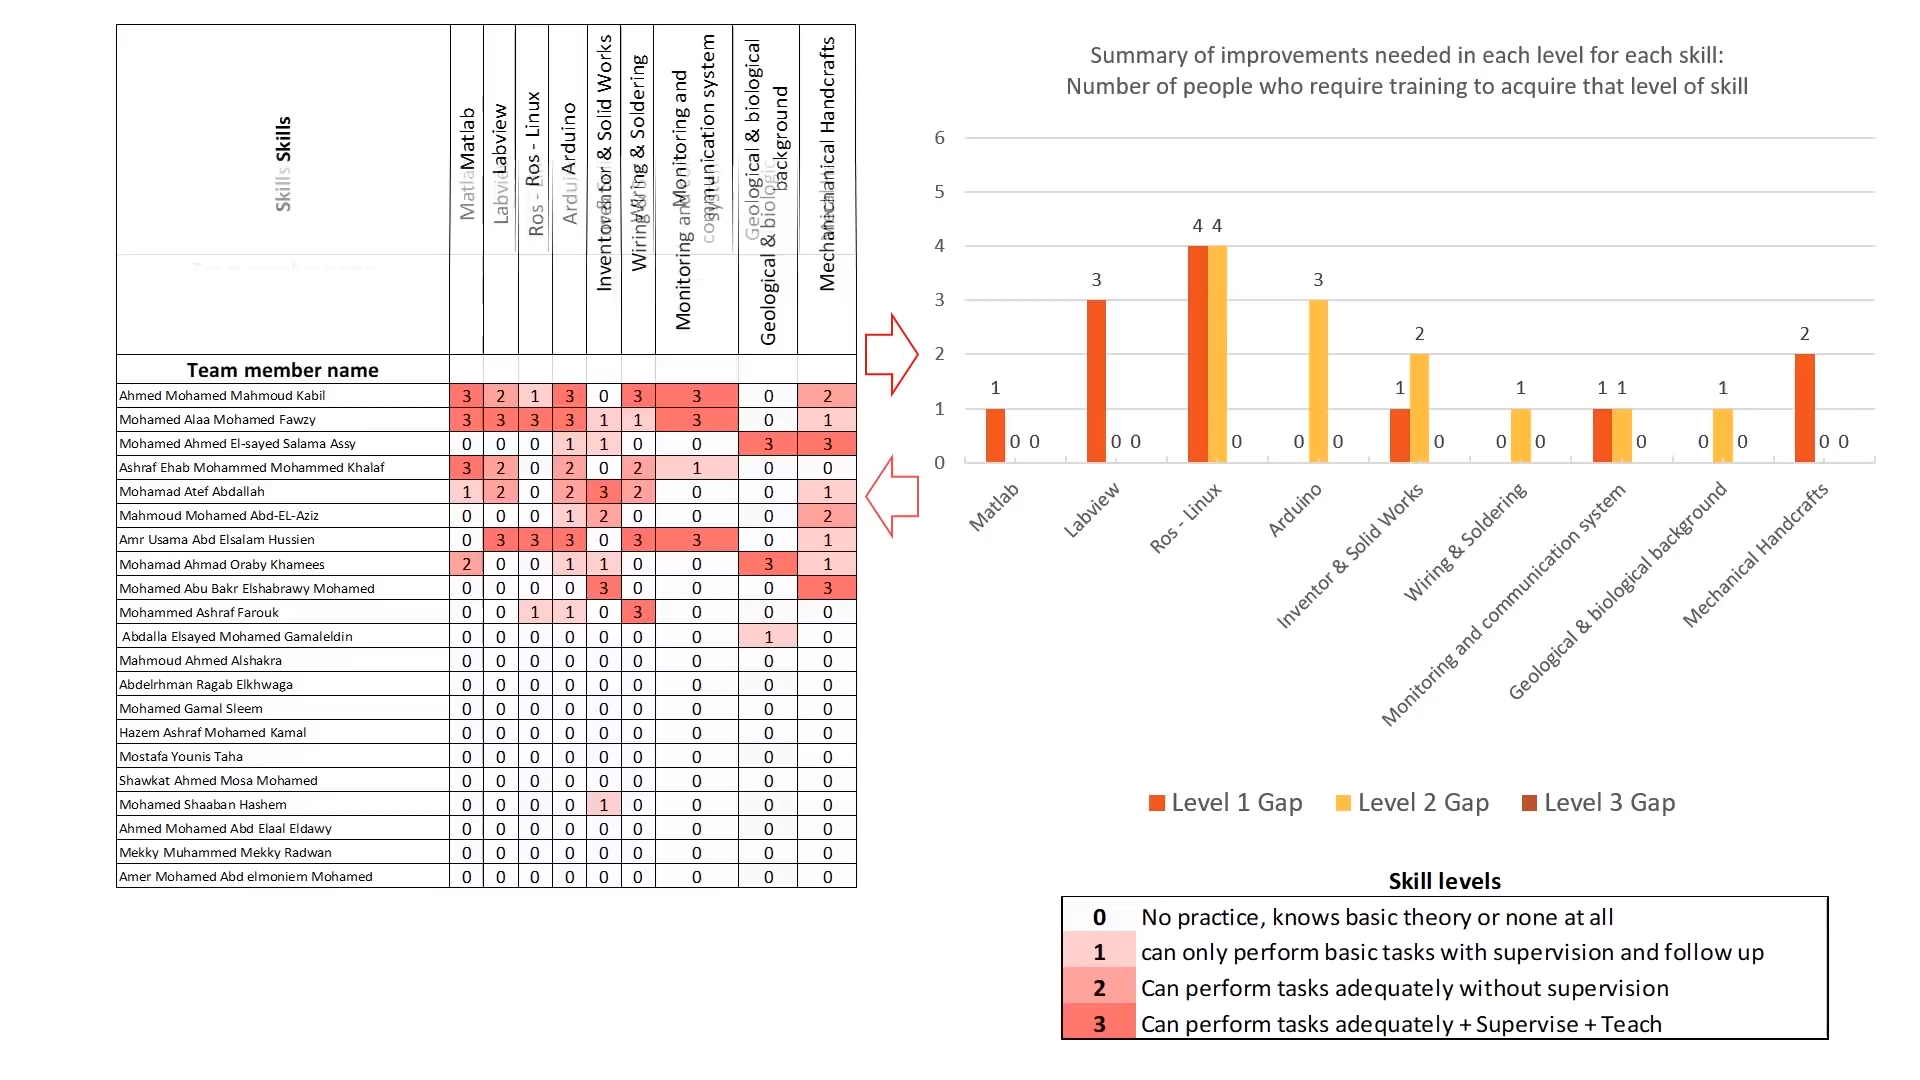 Skills
Matlab
Labview
Ros - Linux
Arduino
Inventor & Solid Works
Wiring & Soldering
Monitoring and
communication system
Geological & biological
background
Mechanical Handcrafts
Team member name
Ahmed Mohamed Mahmoud Kabil 3 2 1 3 0 3 3 0 2
Mohamed Alaa Mohamed Fawzy 3 3 3 3 1 1 3 0 1
Mohamed Ahmed El-sayed Salama Assy 0 0 0 1 1 0 0 3 3
Ashraf Ehab Mohammed Mohammed Khalaf 3 2 0 2 0 2 1 0 0
Mohamad Atef Abdallah 1 2 0 2 3 2 0 0 1
Mahmoud Mohamed Abd-EL-Aziz 0 0 0 1 2 0 0 0 2
Amr Usama Abd Elsalam Hussien 0 3 3 3 0 3 3 0 1
Mohamad Ahmad Oraby Khamees 2 0 0 1 1 0 0 3 1
Mohamed Abu Bakr Elshabrawy Mohamed 0 0 0 0 3 0 0 0 3
Mohammed Ashraf Farouk 0 0 1 1 0 3 0 0 0
Abdalla Elsayed Mohamed Gamaleldin 0 0 0 0 0 0 0 1 0
Mahmoud Ahmed Alshakra 0 0 0 0 0 0 0 0 0
Abdelrhman Ragab Elkhwaga 0 0 0 0 0 0 0 0 0
Mohamed Gamal Sleem 0 0 0 0 0 0 0 0 0
Hazem Ashraf Mohamed Kamal 0 0 0 0 0 0 0 0 0
Mostafa Younis Taha 0 0 0 0 0 0 0 0 0
Shawkat Ahmed Mosa Mohamed 0 0 0 0 0 0 0 0 0
Mohamed Shaaban Hashem 0 0 0 0 1 0 0 0 0
Ahmed Mohamed Abd Elaal Eldawy 0 0 0 0 0 0 0 0 0
Mekky Muhammed Mekky Radwan 0 0 0 0 0 0 0 0 0
Amer Mohamed Abd elmoniem Mohamed 0 0 0 0 0 0 0 0 0
Summary of improvements needed in each level for each skill:
Number of people who require training to acquire that level of skill
6
5
4
3
2
1
0
1 0 0
3 0 0
4 4 0
0 3 0
1 2 0
0 1 0
1 1 0
0 1 0
2 0 0
Matlab
Labview
Ros - Linux
Arduino
Inventor & Solid Works
Wiring & Soldering
Monitoring and communication system
Geological & biological background
Mechanical Handcrafts
Level 1 Gap Level 2 Gap Level 3 Gap
Skill levels
0 No practice, knows basic theory or none at all
1 can only perform basic tasks with supervision and follow up
2 Can perform tasks adequately without supervision
3 Can perform tasks adequately + Supervise + Teach